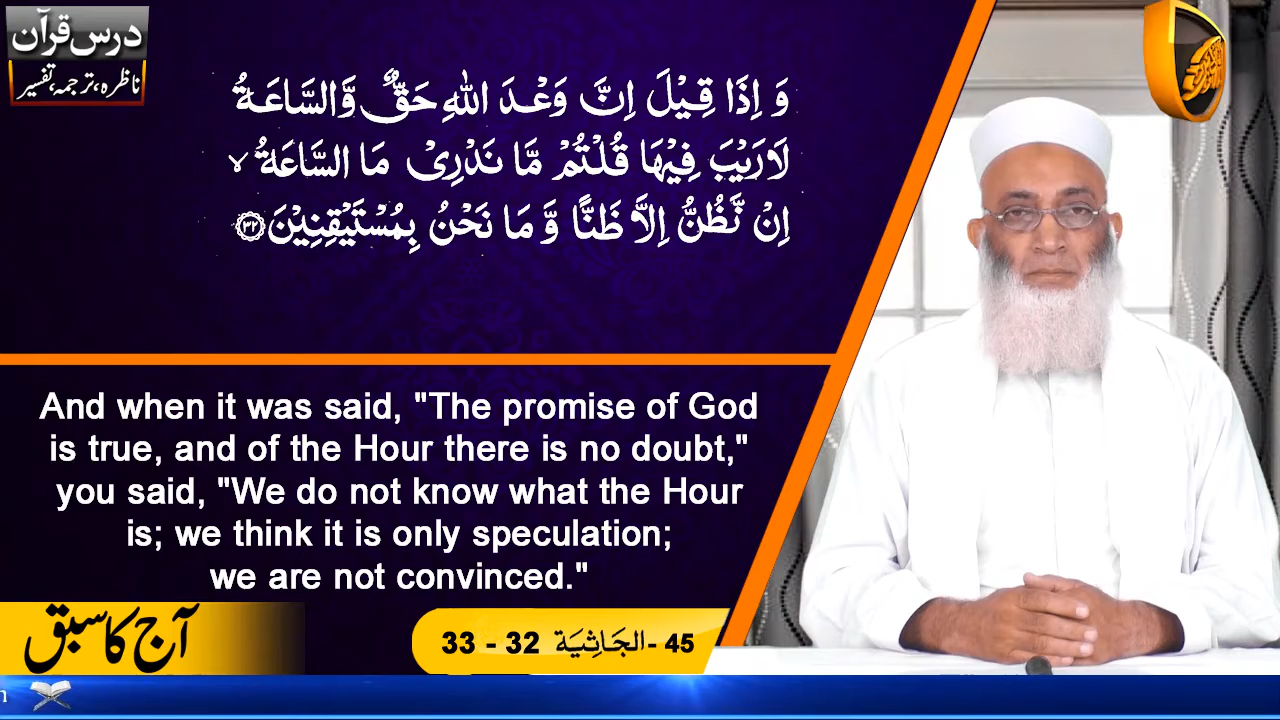 درس قرآن
ناظرہ، ترجمہ، تفسیر
وَ اِذَا قِيْلَ اِنَّ وَعْدَ اللّٰهِ حَقٌّ وَّالسَّاعَةُ
لَا رَيْبَ فِيْهَا قُلْتُمْ مَّا نَدْرِىْ مَا السَّاعَةُ ۙ
اِنْ نَّظُنُّ اِلَّا ظَنًّا وَّ مَا نَحْنُ بِمُسْتَيْقِنِيْنَ ﴿۳۲﴾
And when it was said, "The promise of God
is true, and of the Hour there is no doubt,"
you said, "We do not know what the Hour
is; we think it is only speculation;
we are not convinced."
آج کا سبق
45 - الجَاثِيَة 32 - 33